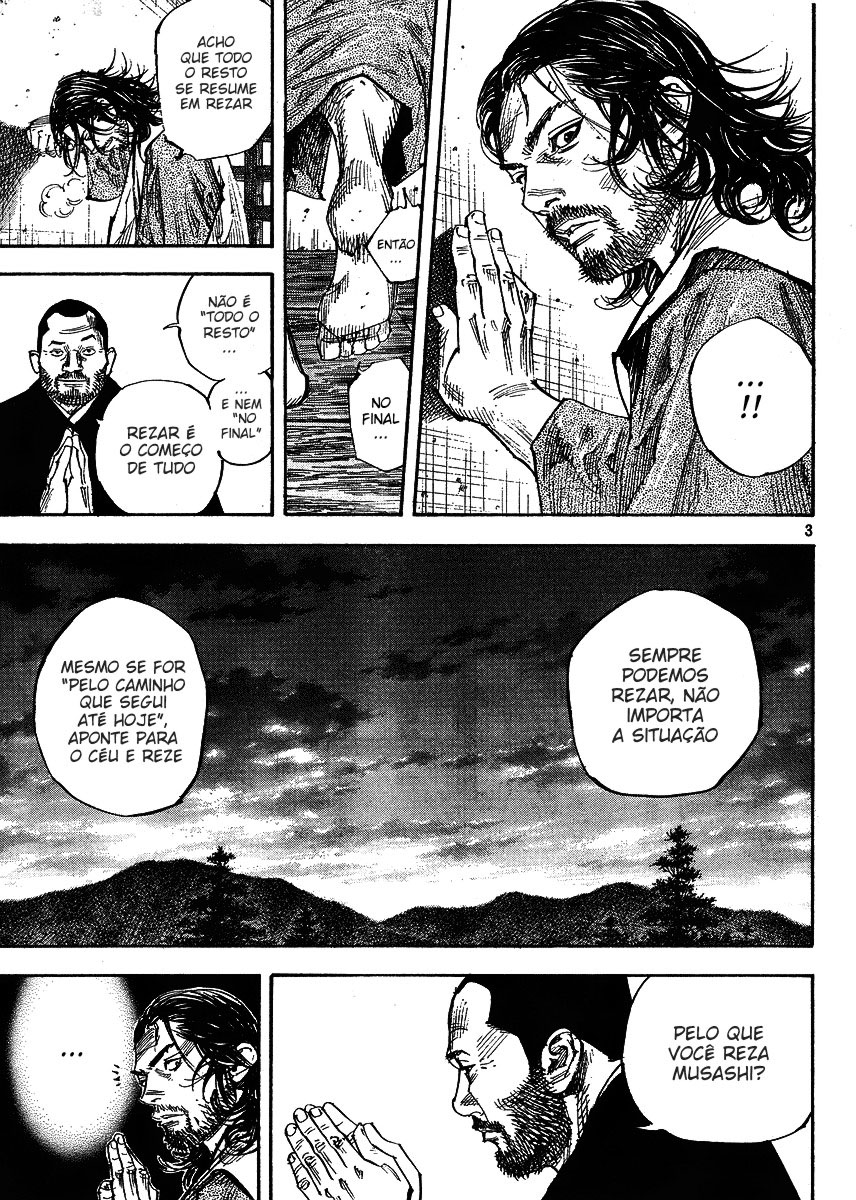 ...
!!
ENTÃO
...
NO
FINAL
...
ACHO
QUE TODO
O RESTO
SE RESUME
EM REZAR
NÃO É
"TODO O
RESTO"
...
...
E NEM
"NO
FINAL"
REZAR É
O COMEÇO
DE TUDO
3
SEMPRE
PODEMOS
REZAR, NÃO
IMPORTA
A SITUAÇÃO
MESMO SE FOR
"PELO CAMINHO
QUE SEGUI
ATÉ HOJE",
APONTE PARA
O CÉU E REZE
PELO QUE
VOCÊ REZA
MUSASHI?
...